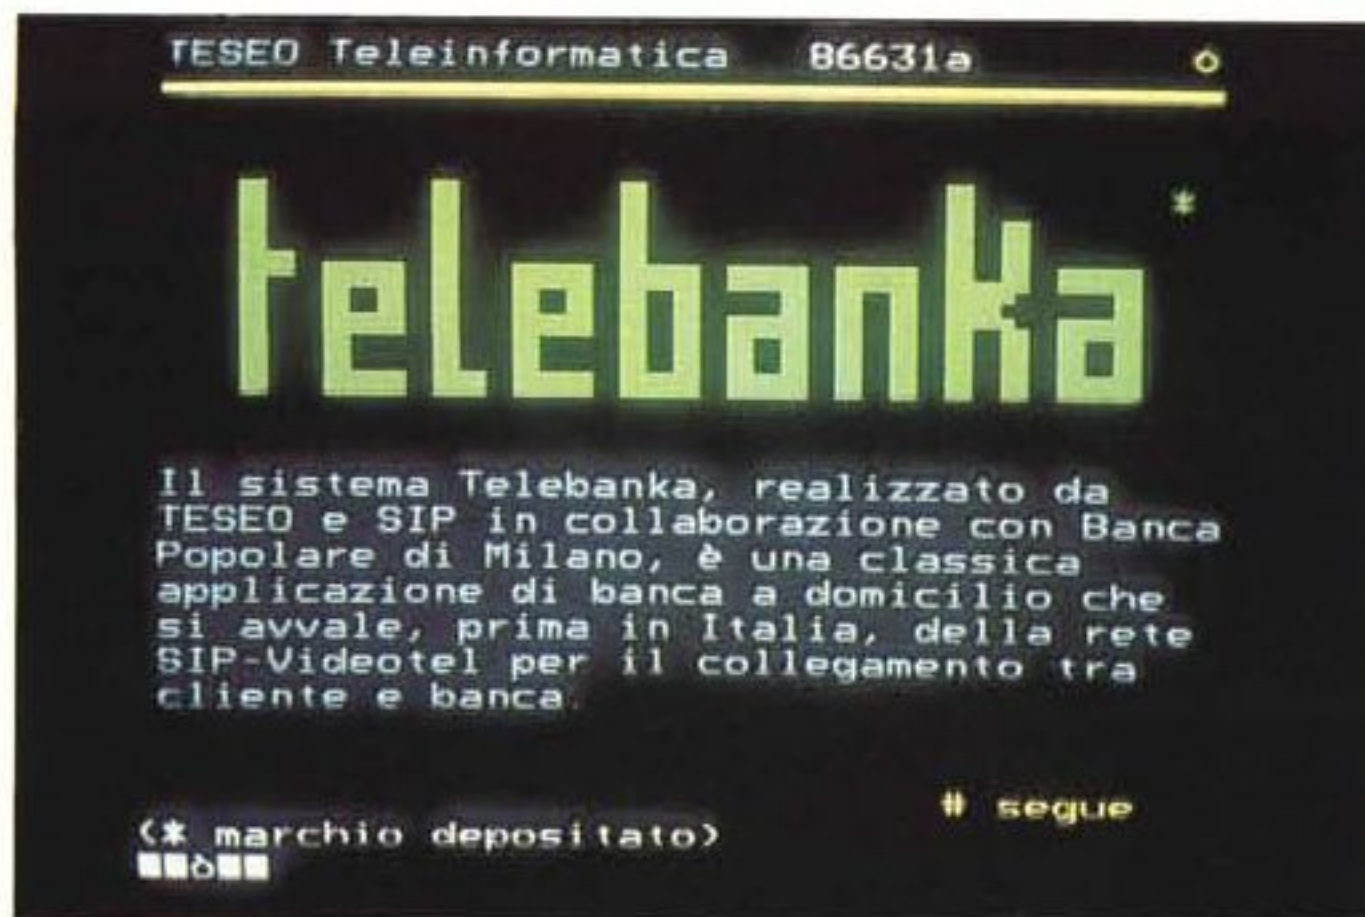 TESEO Teleinformatica 86631a ò
telebanka *
Il sistema Telebanka, realizzato da
TESEO e SIP in collaborazione con Banca
Popolare di Milano, è una classica
applicazione di banca a domicilio che
si avvale, prima in Italia, della rete
SIP-Videotel per il collegamento tra
cliente e banca.
# segue
(* marchio depositato)
■■ò■■